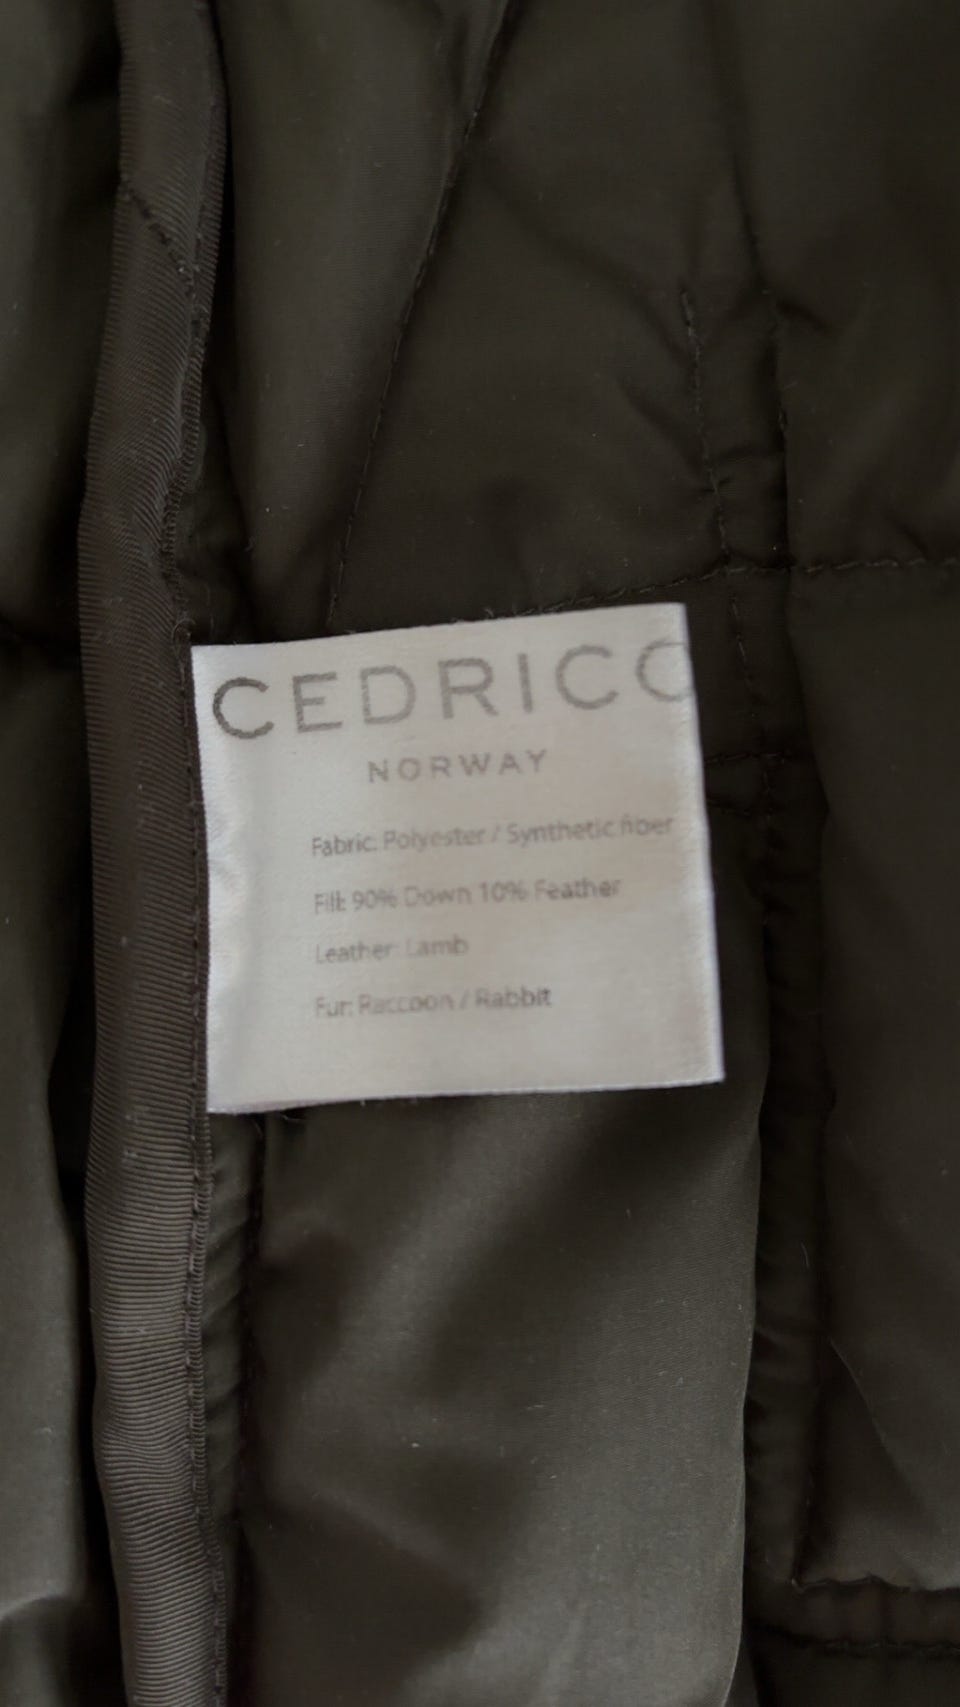 CEDRICO
NORWAY
Fabric: Polyester / Synthetic fiber
Fill: 90% Down 10% Feather
Leather: Lamb
Fur: Raccoon / Rabbit